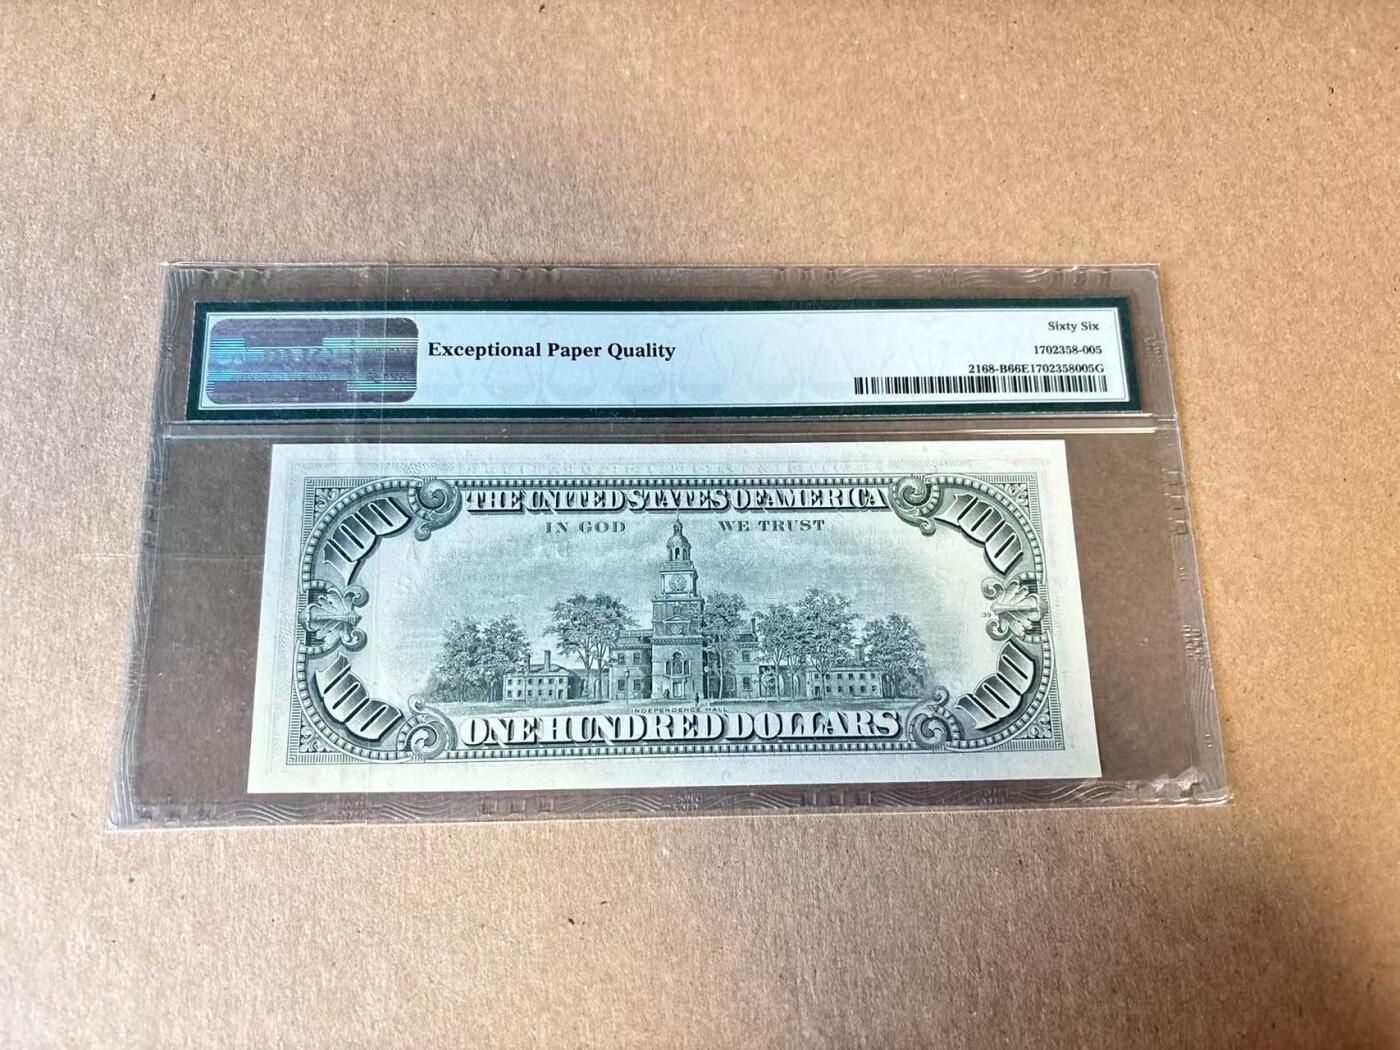 Exceptional Paper Quality
Sixty Six
1702358-005
2168-B66E1702358005G
THE UNITED STATES OF AMERICA
100
100
IN GOD WE TRUST
39
INDEPENDENCE HALL
100
100
ONE HUNDRED DOLLARS